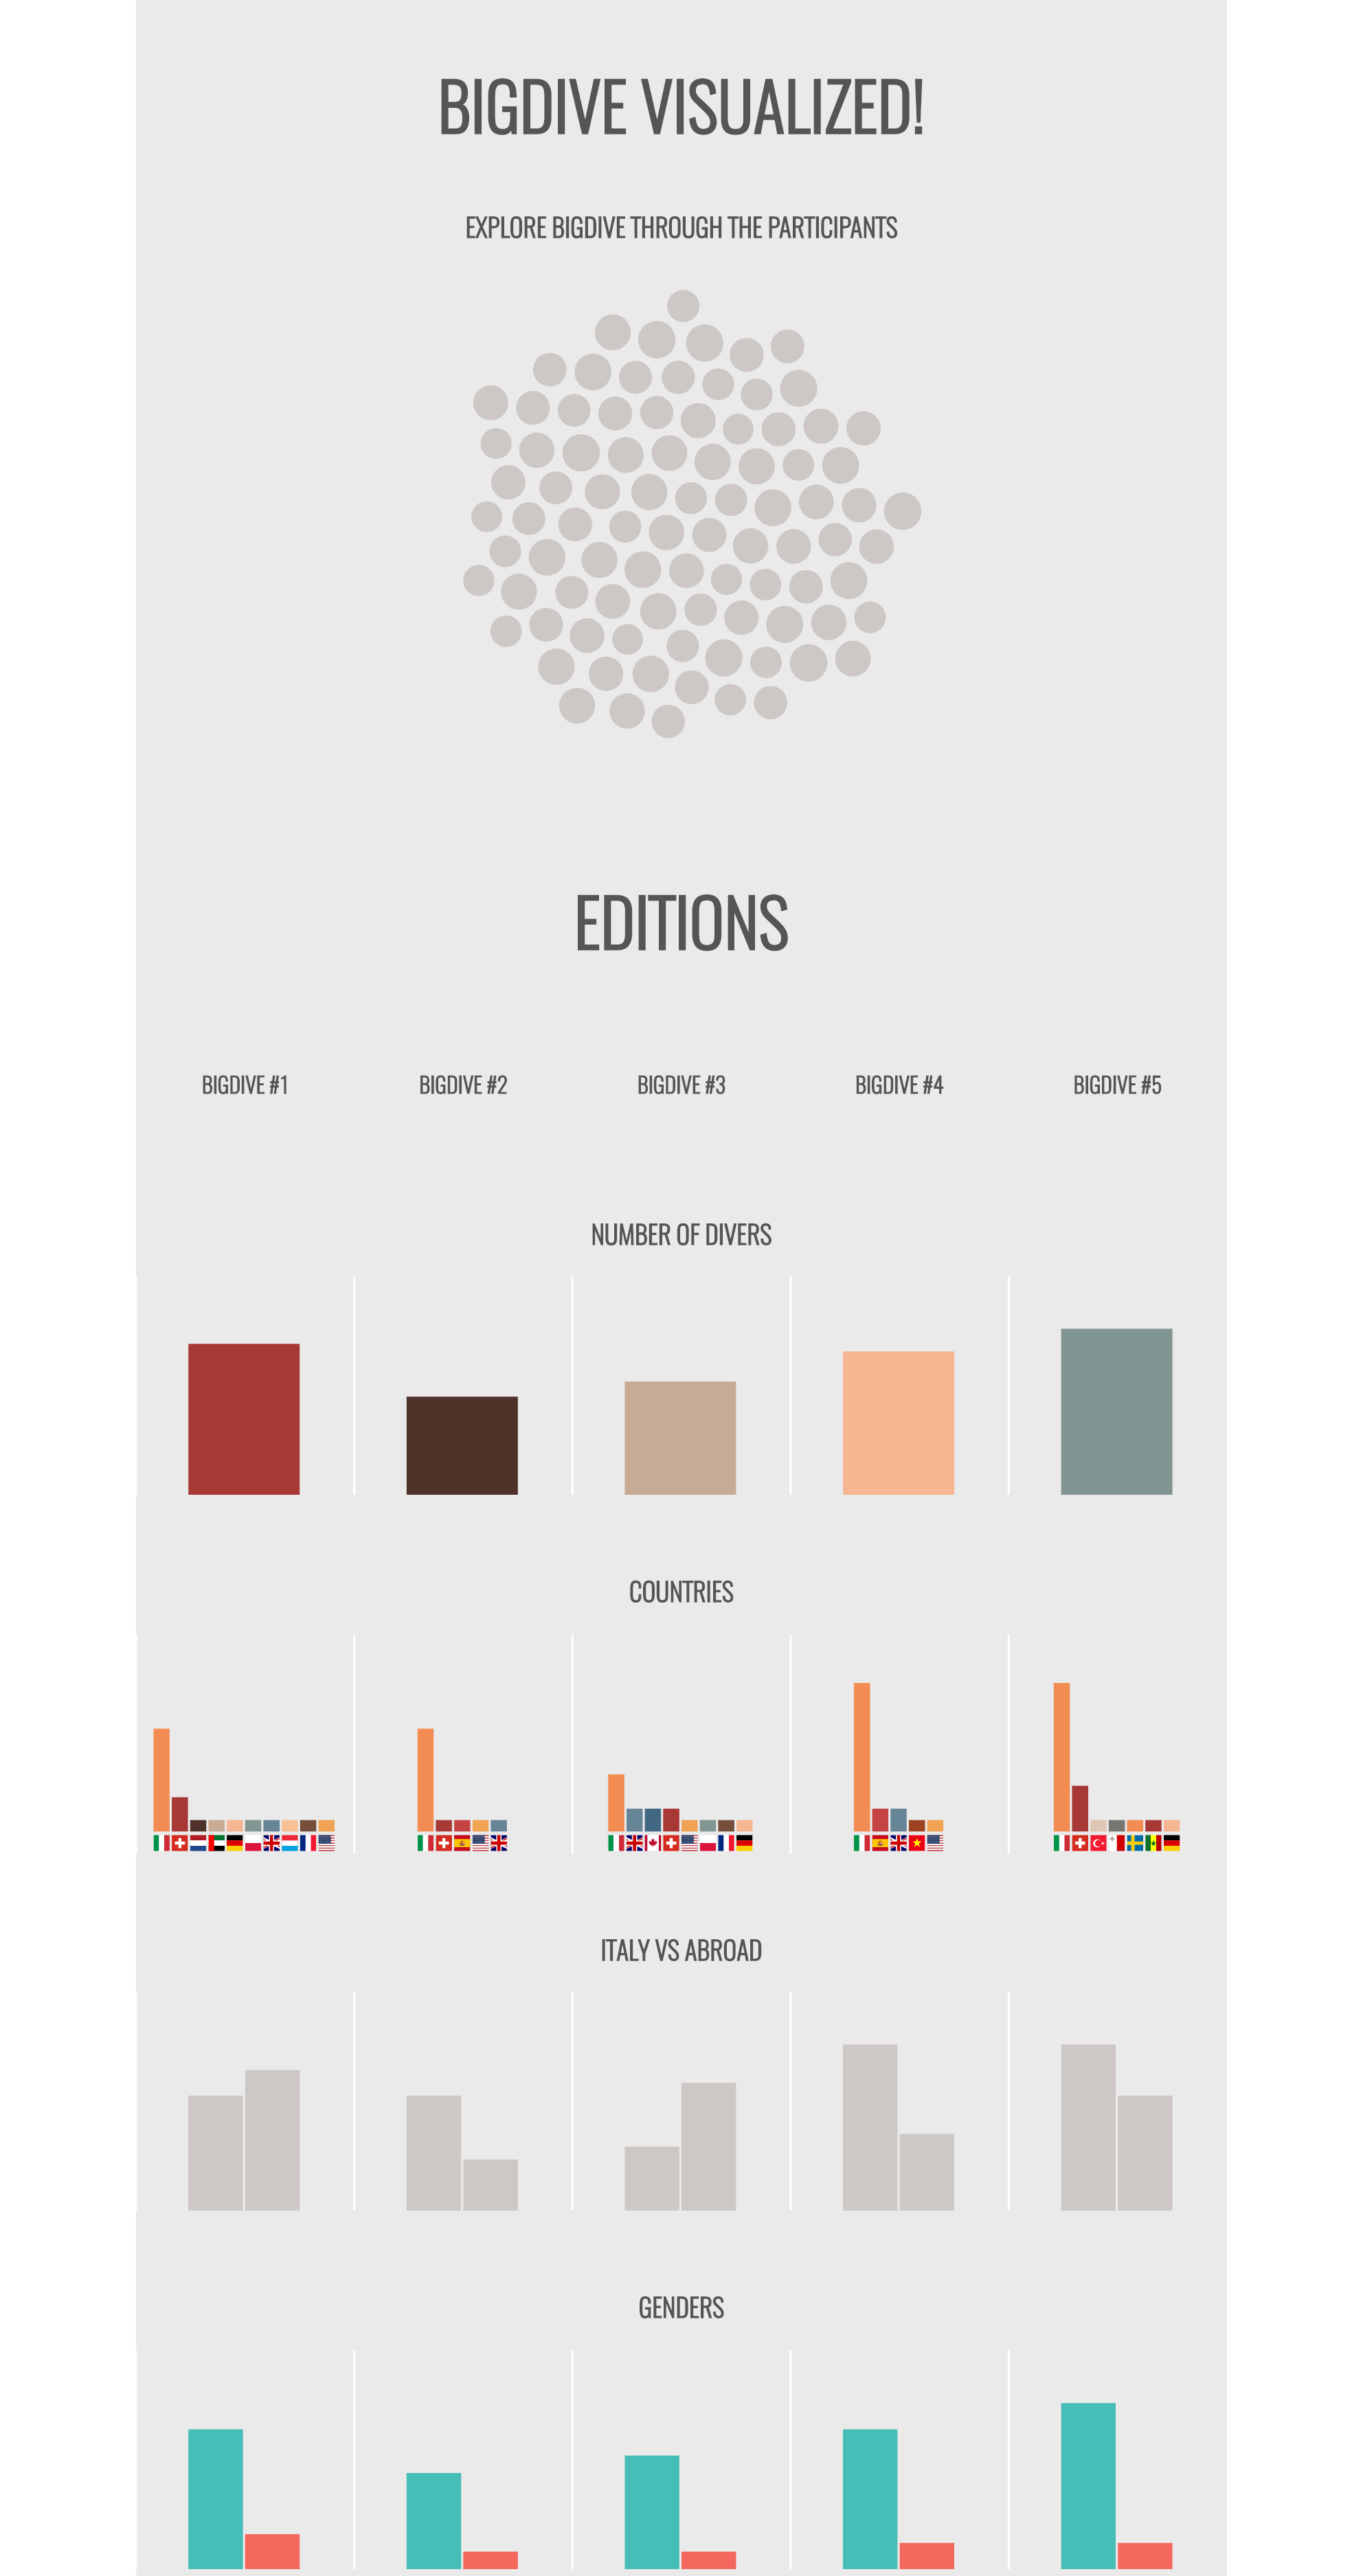 BIGDIVE VISUALIZED!
EXPLORE BIGDIVE THROUGH THE PARTICIPANTS
EDITIONS
BIGDIVE #1
BIGDIVE #2
BIGDIVE #3
BIGDIVE #4
BIGDIVE #5
NUMBER OF DIVERS
COUNTRIES
ITALY VS ABROAD
GENDERS